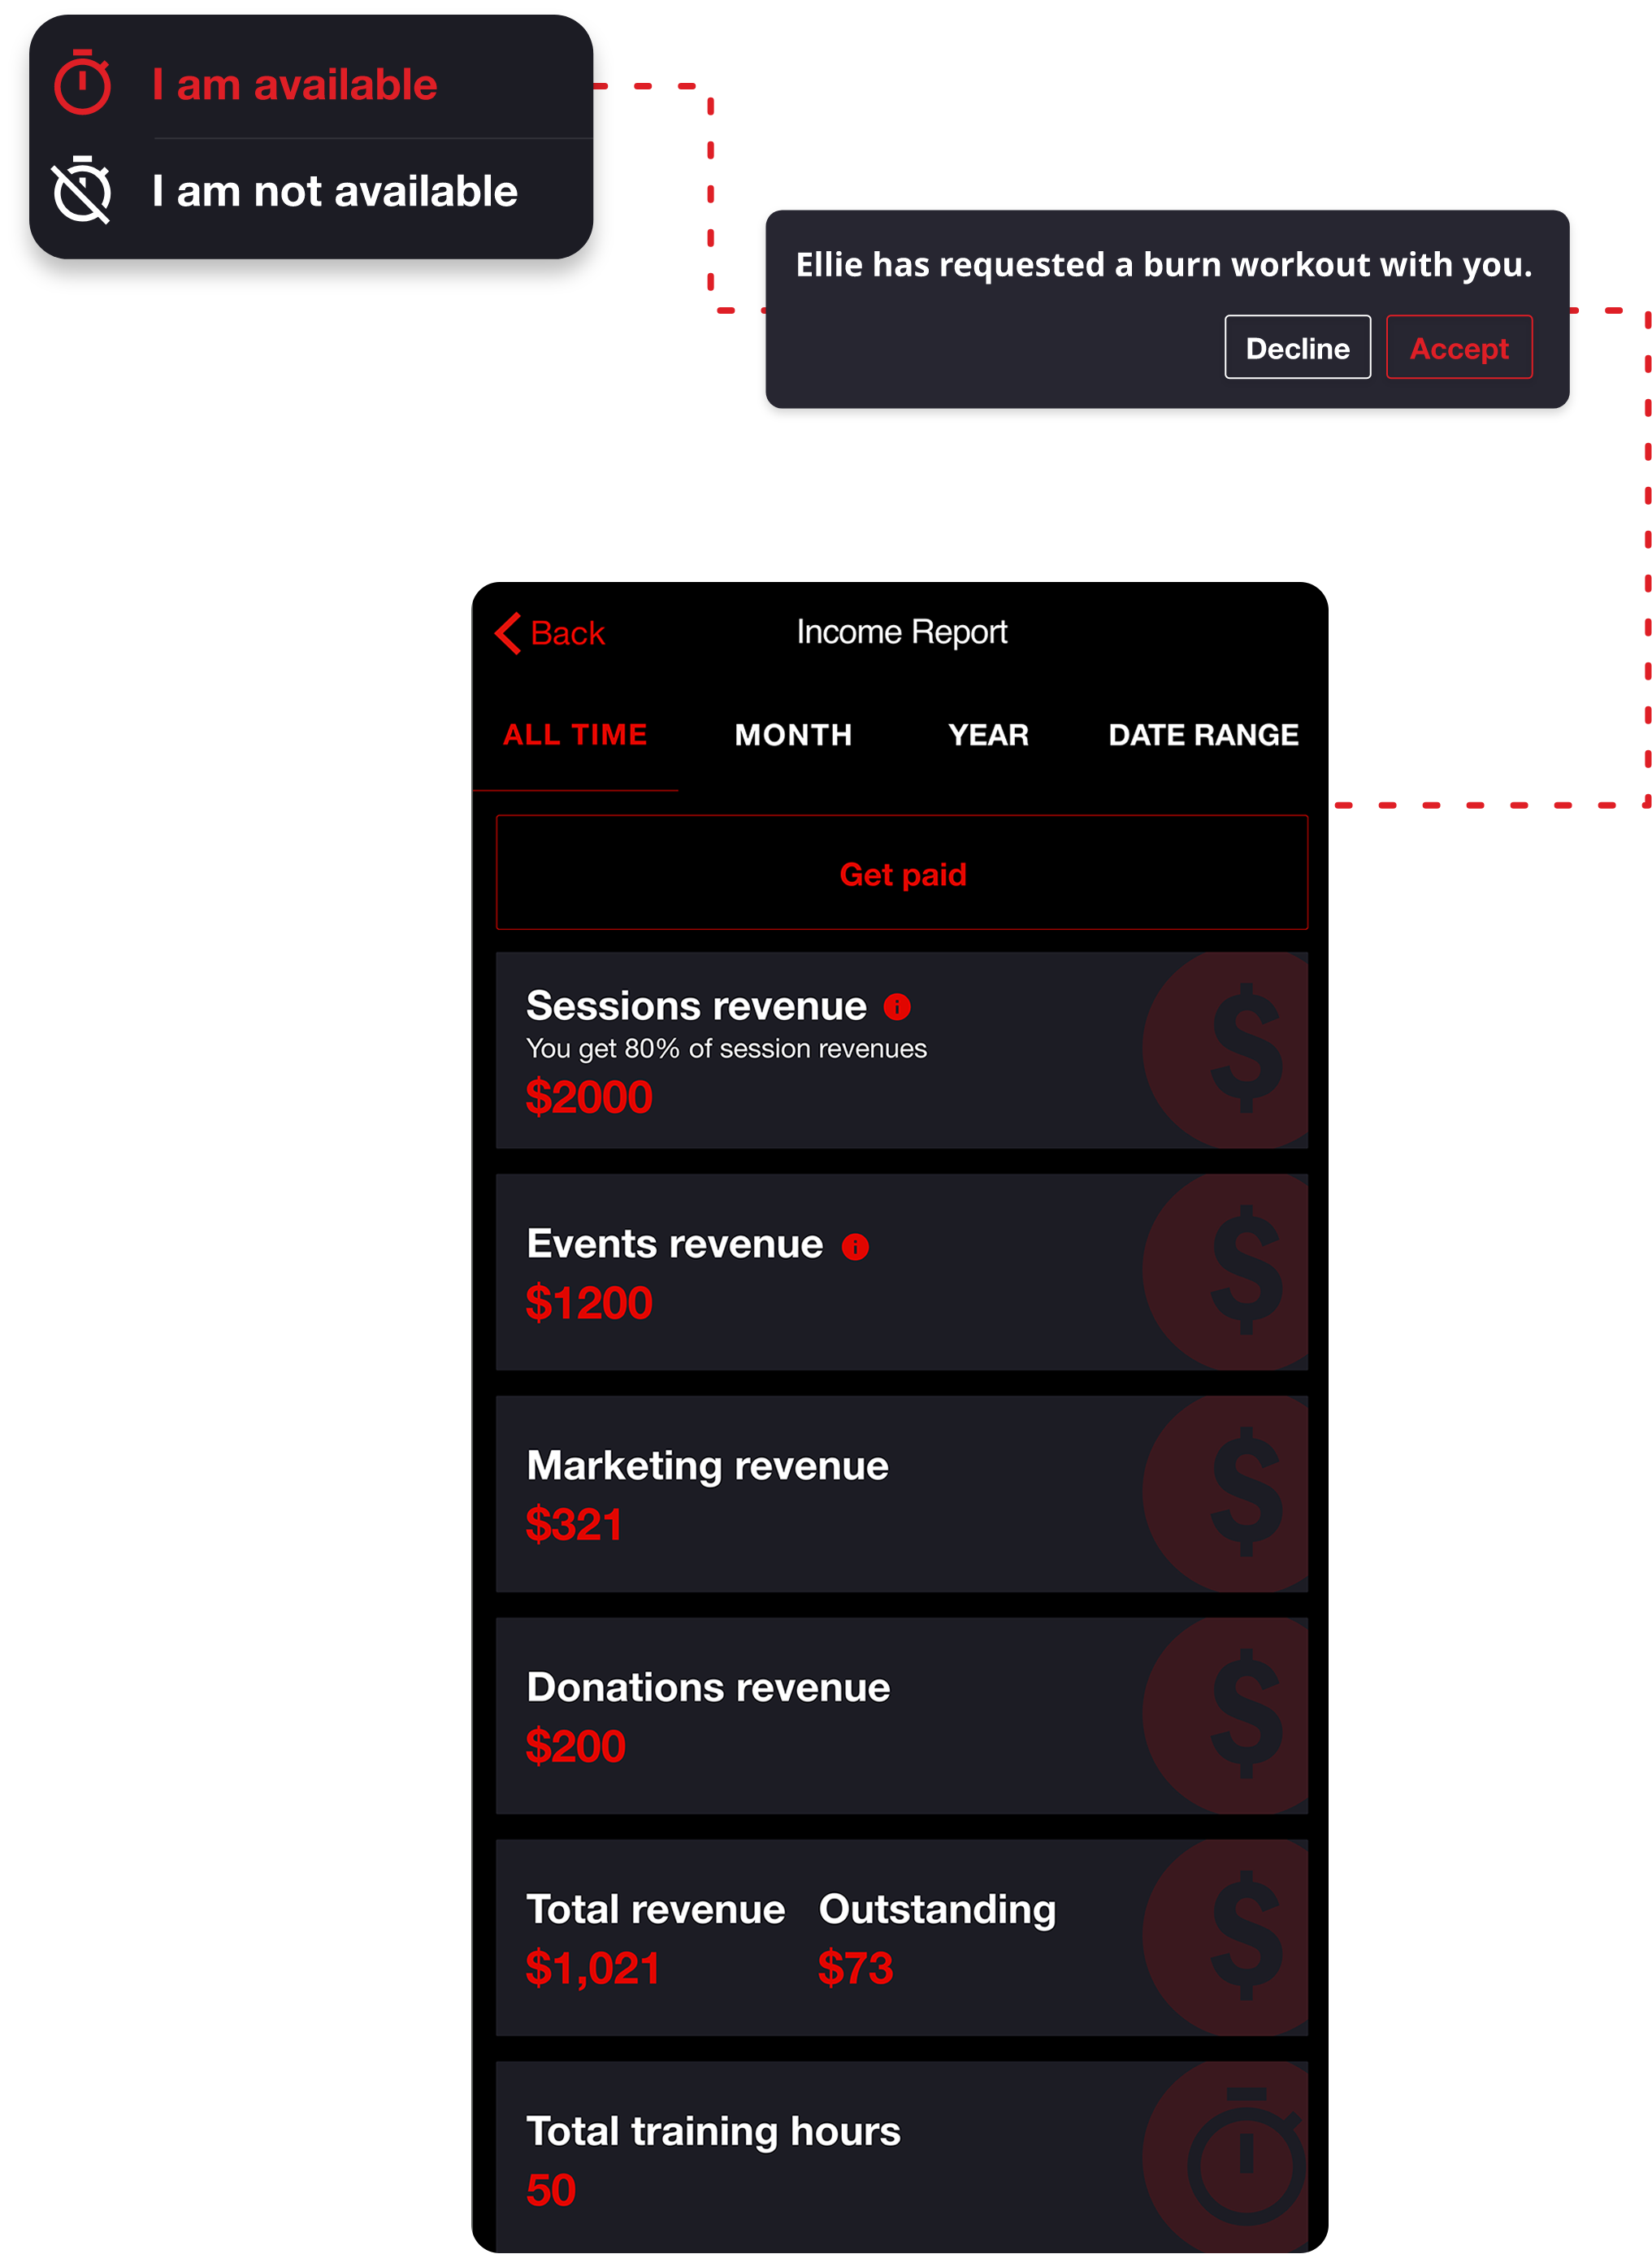 I am available
I am not available
Ellie has requested a burn workout with you.
Decline Accept
Back Income Report
ALL TIME MONTH YEAR DATE RANGE
Get paid
Sessions revenue
You get 80% of session revenues
$2000
Events revenue
$1200
Marketing revenue
$321
Donations revenue
$200
Total revenue Outstanding
$1,021 $73
Total training hours
50